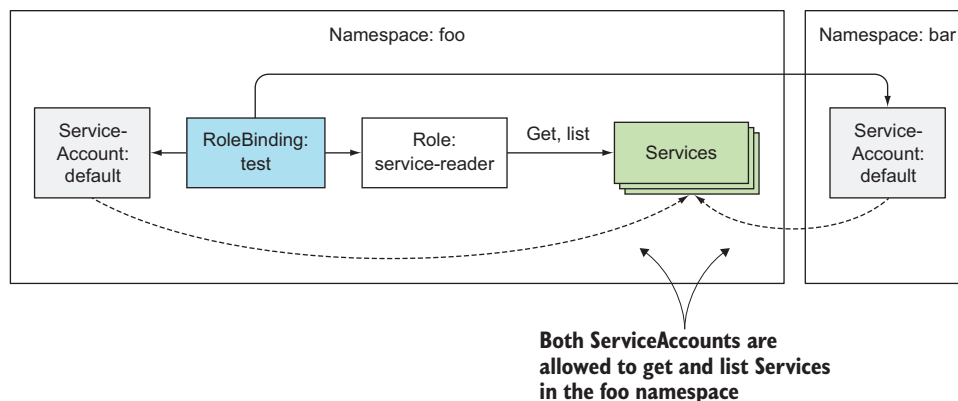 Namespace: foo
Namespace: bar
Service-
Account:
default
RoleBinding:
test
Role:
service-reader
Get, list
Services
Service-
Account:
default
Both ServiceAccounts are
allowed to get and list Services
in the foo namespace